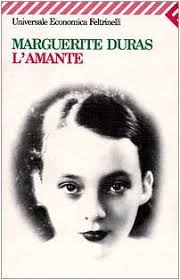 Universale Economica Feltrinelli
MARGUERITE DURAS
L'AMANTE